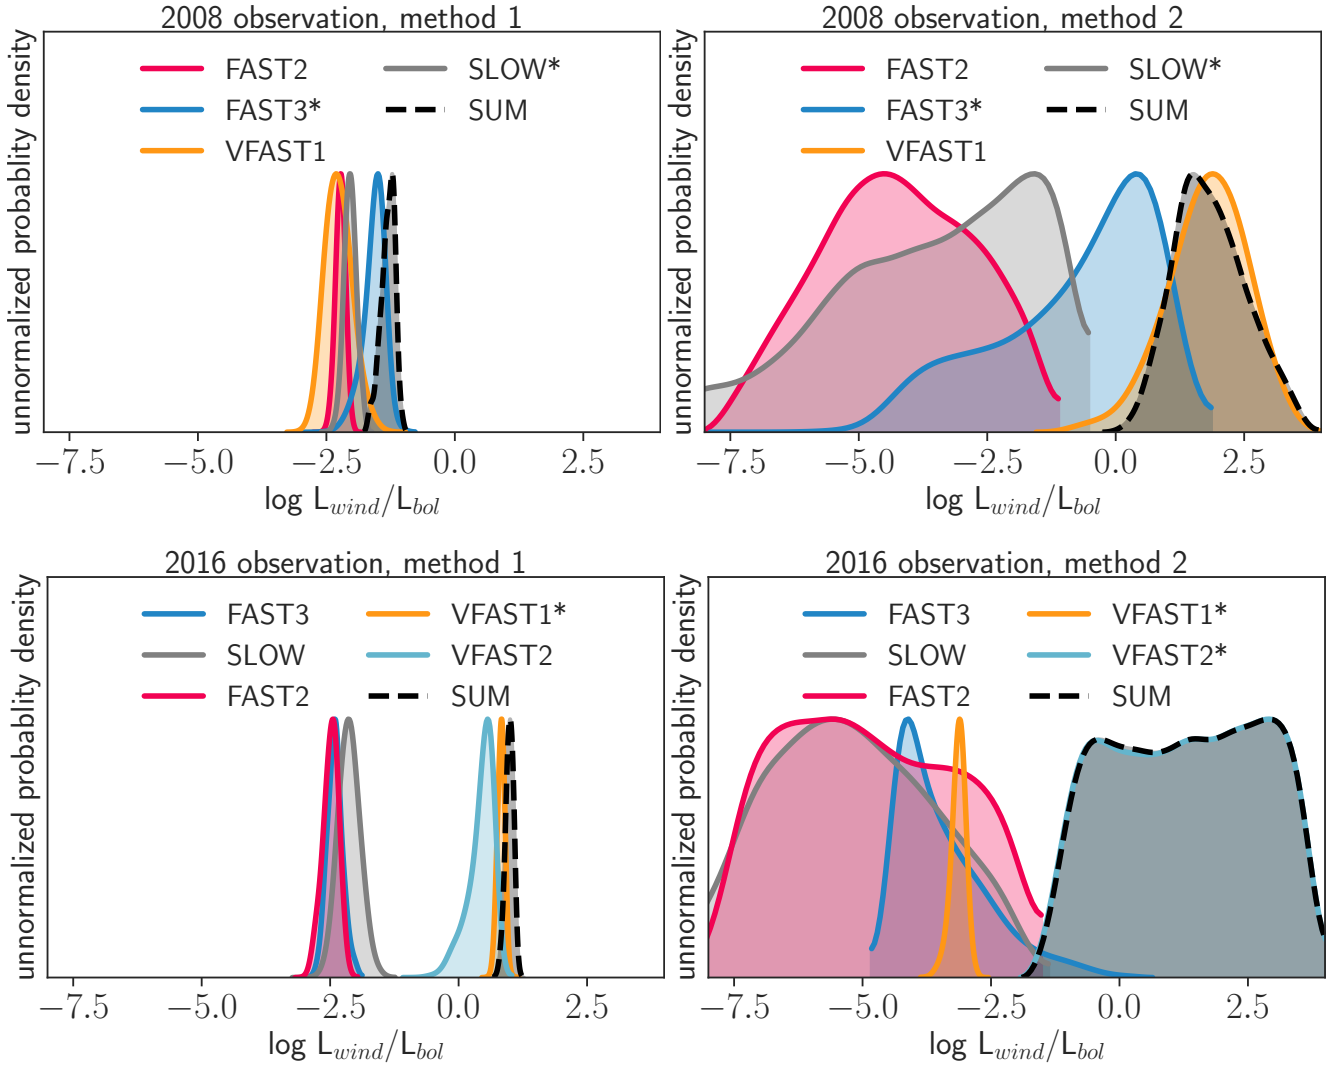 2008 observation, method 1
unnormalized probablity density
FAST2
FAST3*
VFAST1
SLOW*
SUM
−7.5 −5.0 −2.5 0.0 2.5
log L_wind/L_bol
2008 observation, method 2
unnormalized probablity density
FAST2
FAST3*
VFAST1
SLOW*
SUM
−7.5 −5.0 −2.5 0.0 2.5
log L_wind/L_bol
2016 observation, method 1
unnormalized probablity density
FAST3
SLOW
FAST2
VFAST1*
VFAST2
SUM
−7.5 −5.0 −2.5 0.0 2.5
log L_wind/L_bol
2016 observation, method 2
unnormalized probablity density
FAST3
SLOW
FAST2
VFAST1*
VFAST2*
SUM
−7.5 −5.0 −2.5 0.0 2.5
log L_wind/L_bol